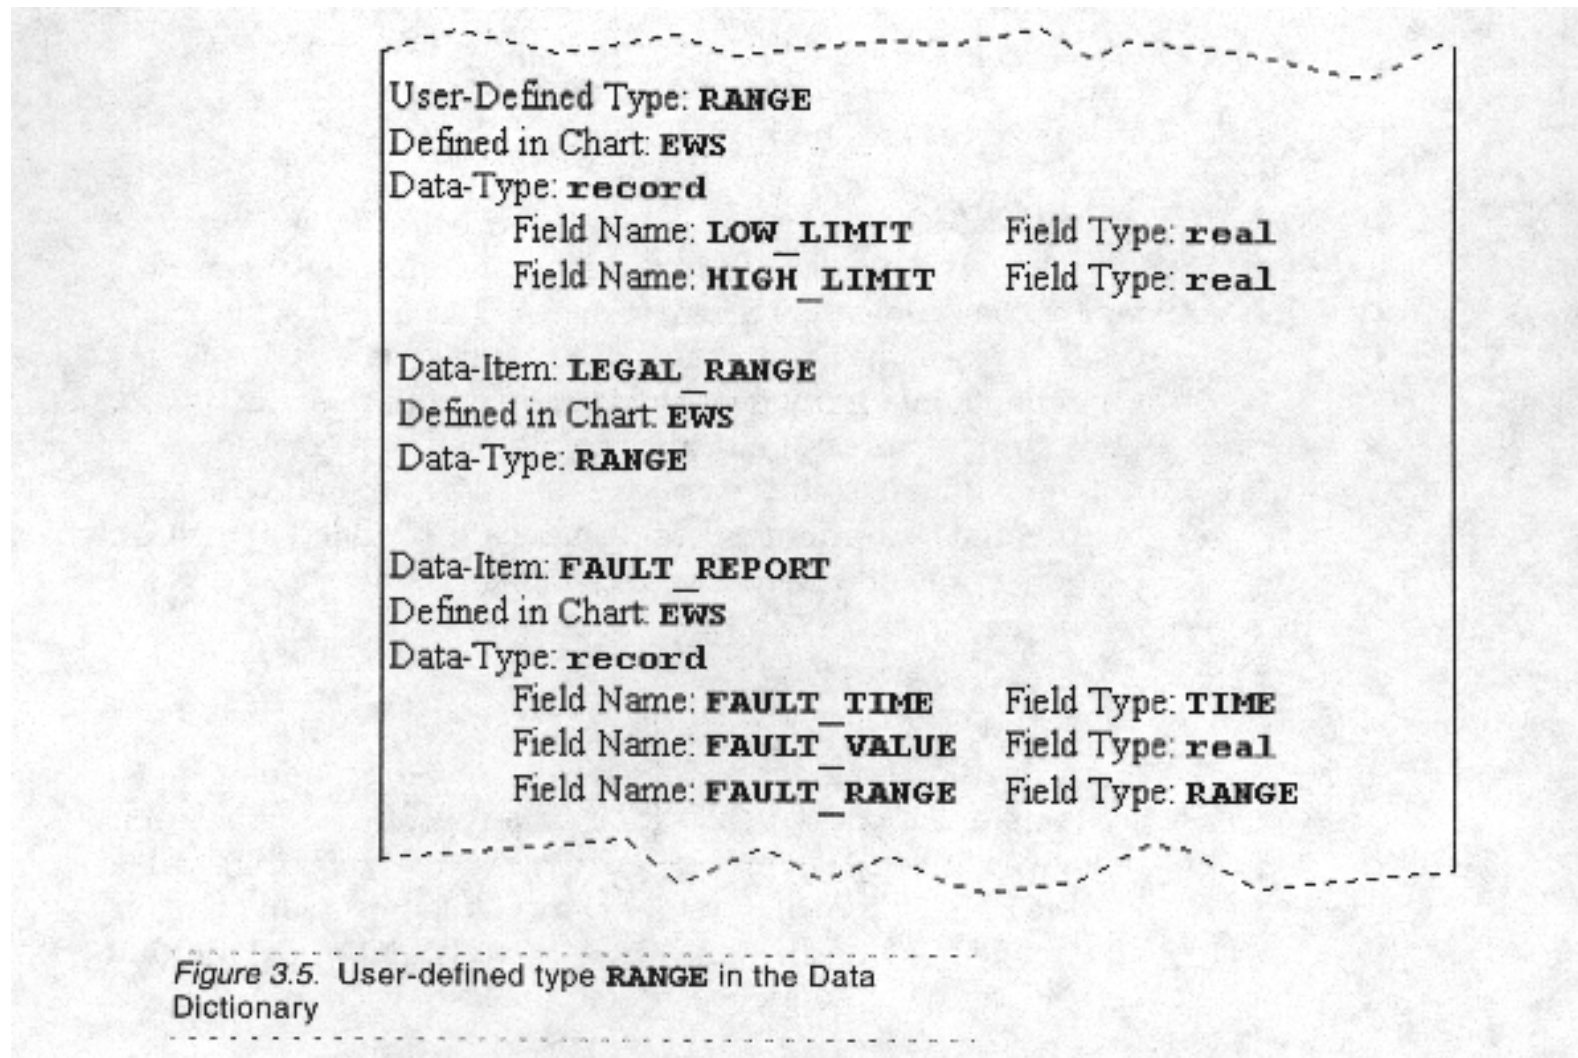 User-Defined Type: RANGE
Defined in Chart: EWS
Data-Type: record
Field Name: LOW_LIMIT Field Type: real
Field Name: HIGH_LIMIT Field Type: real
Data-Item: LEGAL_RANGE
Defined in Chart: EWS
Data-Type: RANGE
Data-Item: FAULT_REPORT
Defined in Chart: EWS
Data-Type: record
Field Name: FAULT_TIME Field Type: TIME
Field Name: FAULT_VALUE Field Type: real
Field Name: FAULT_RANGE Field Type: RANGE
Figure 3.5. User-defined type RANGE in the Data
Dictionary